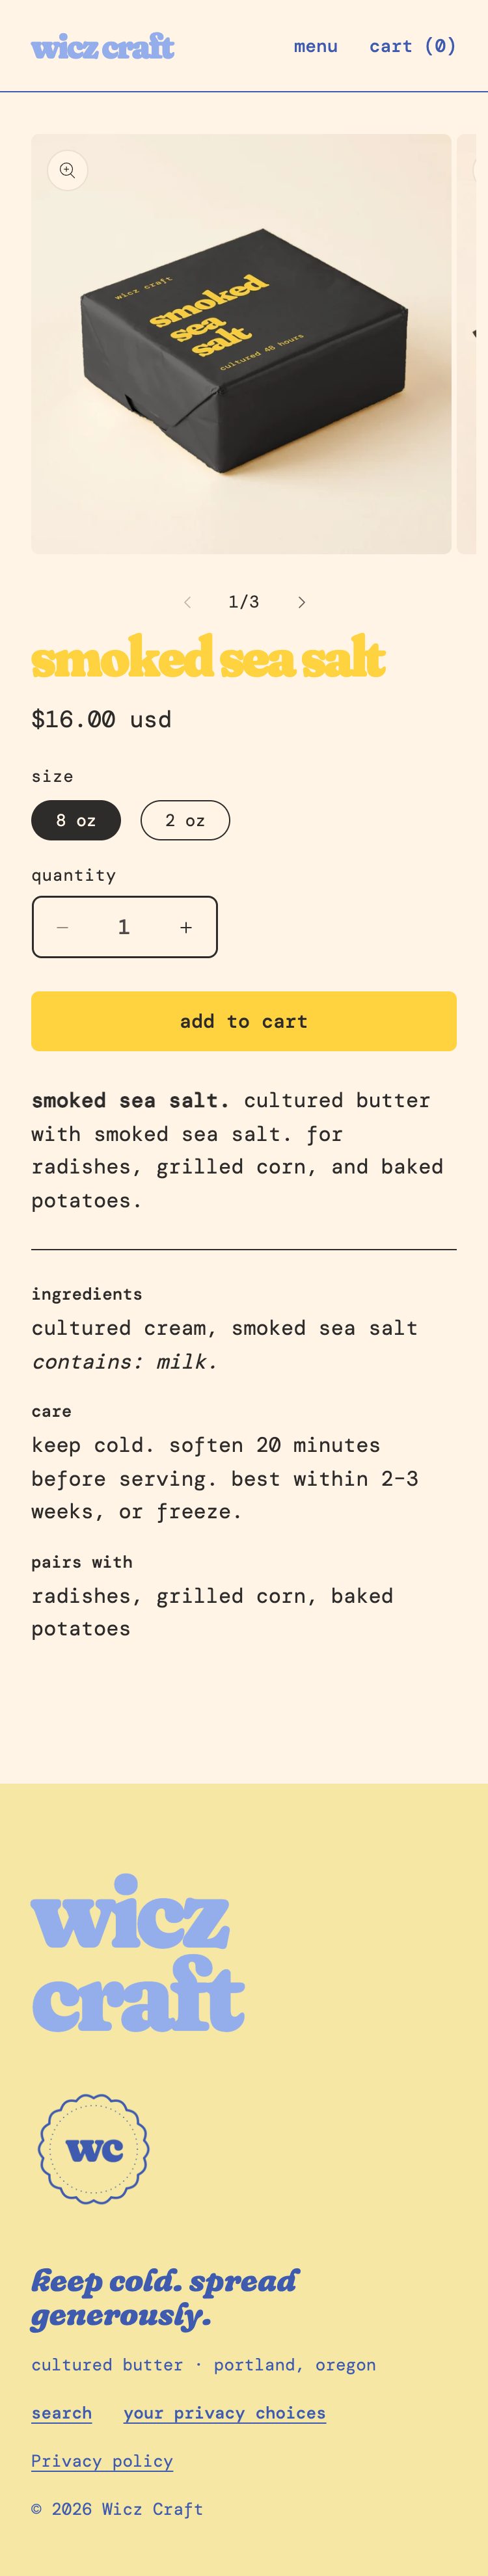 wicz craft
menu cart (0)
wicz craft
smoked
sea
salt
cultured 48 hours
1/3
smoked sea salt
$16.00 usd
size
8 oz 2 oz
quantity
1
add to cart
smoked sea salt. cultured butter
with smoked sea salt. for
radishes, grilled corn, and baked
potatoes.
ingredients
cultured cream, smoked sea salt
contains: milk.
care
keep cold. soften 20 minutes
before serving. best within 2–3
weeks, or freeze.
pairs with
radishes, grilled corn, baked
potatoes
wicz
craft
wc
keep cold. spread
generously.
cultured butter · portland, oregon
search your privacy choices
Privacy policy
© 2026 Wicz Craft